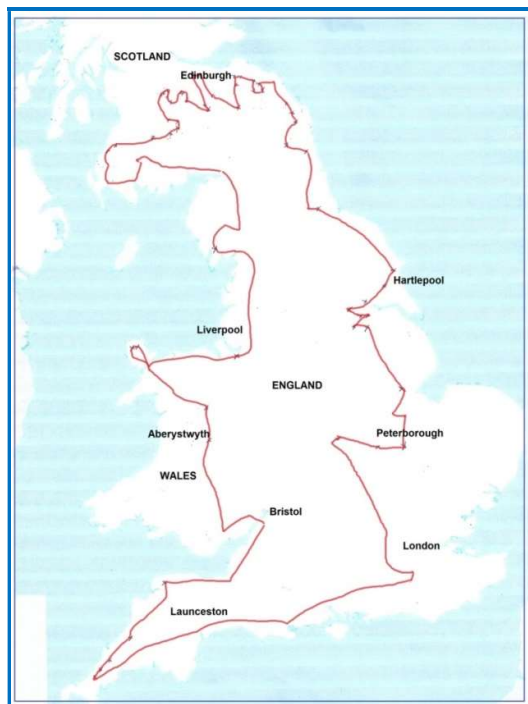 SCOTLAND
Edinburgh
Hartlepool
Liverpool
ENGLAND
Aberystwyth
Peterborough
WALES
Bristol
London
Launceston